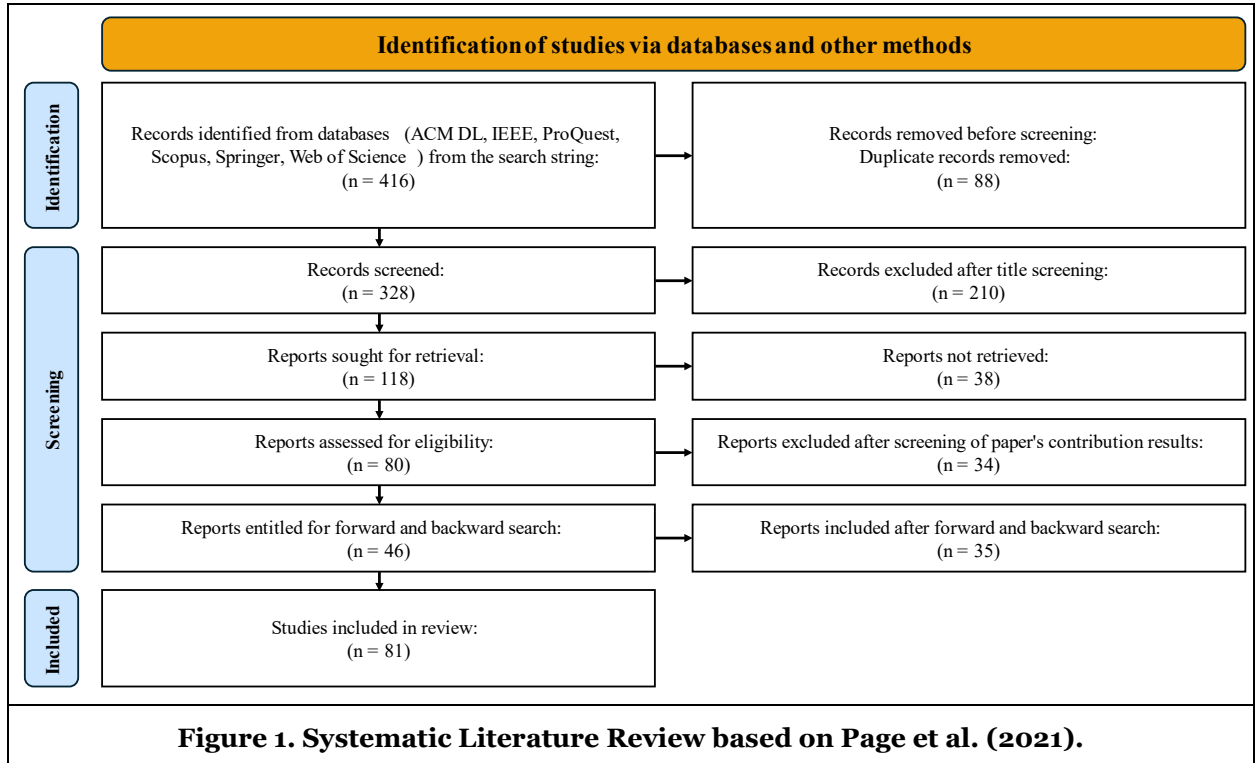 Identification of studies via databases and other methods
Identification
Records identified from databases (ACM DL, IEEE, ProQuest,
Scopus, Springer, Web of Science ) from the search string:
(n = 416)
Records removed before screening:
Duplicate records removed:
(n = 88)
Screening
Records screened:
(n = 328)
Records excluded after title screening:
(n = 210)
Reports sought for retrieval:
(n = 118)
Reports not retrieved:
(n = 38)
Reports assessed for eligibility:
(n = 80)
Reports excluded after screening of paper's contribution results:
(n = 34)
Reports entitled for forward and backward search:
(n = 46)
Reports included after forward and backward search:
(n = 35)
Included
Studies included in review:
(n = 81)
Figure 1. Systematic Literature Review based on Page et al. (2021).